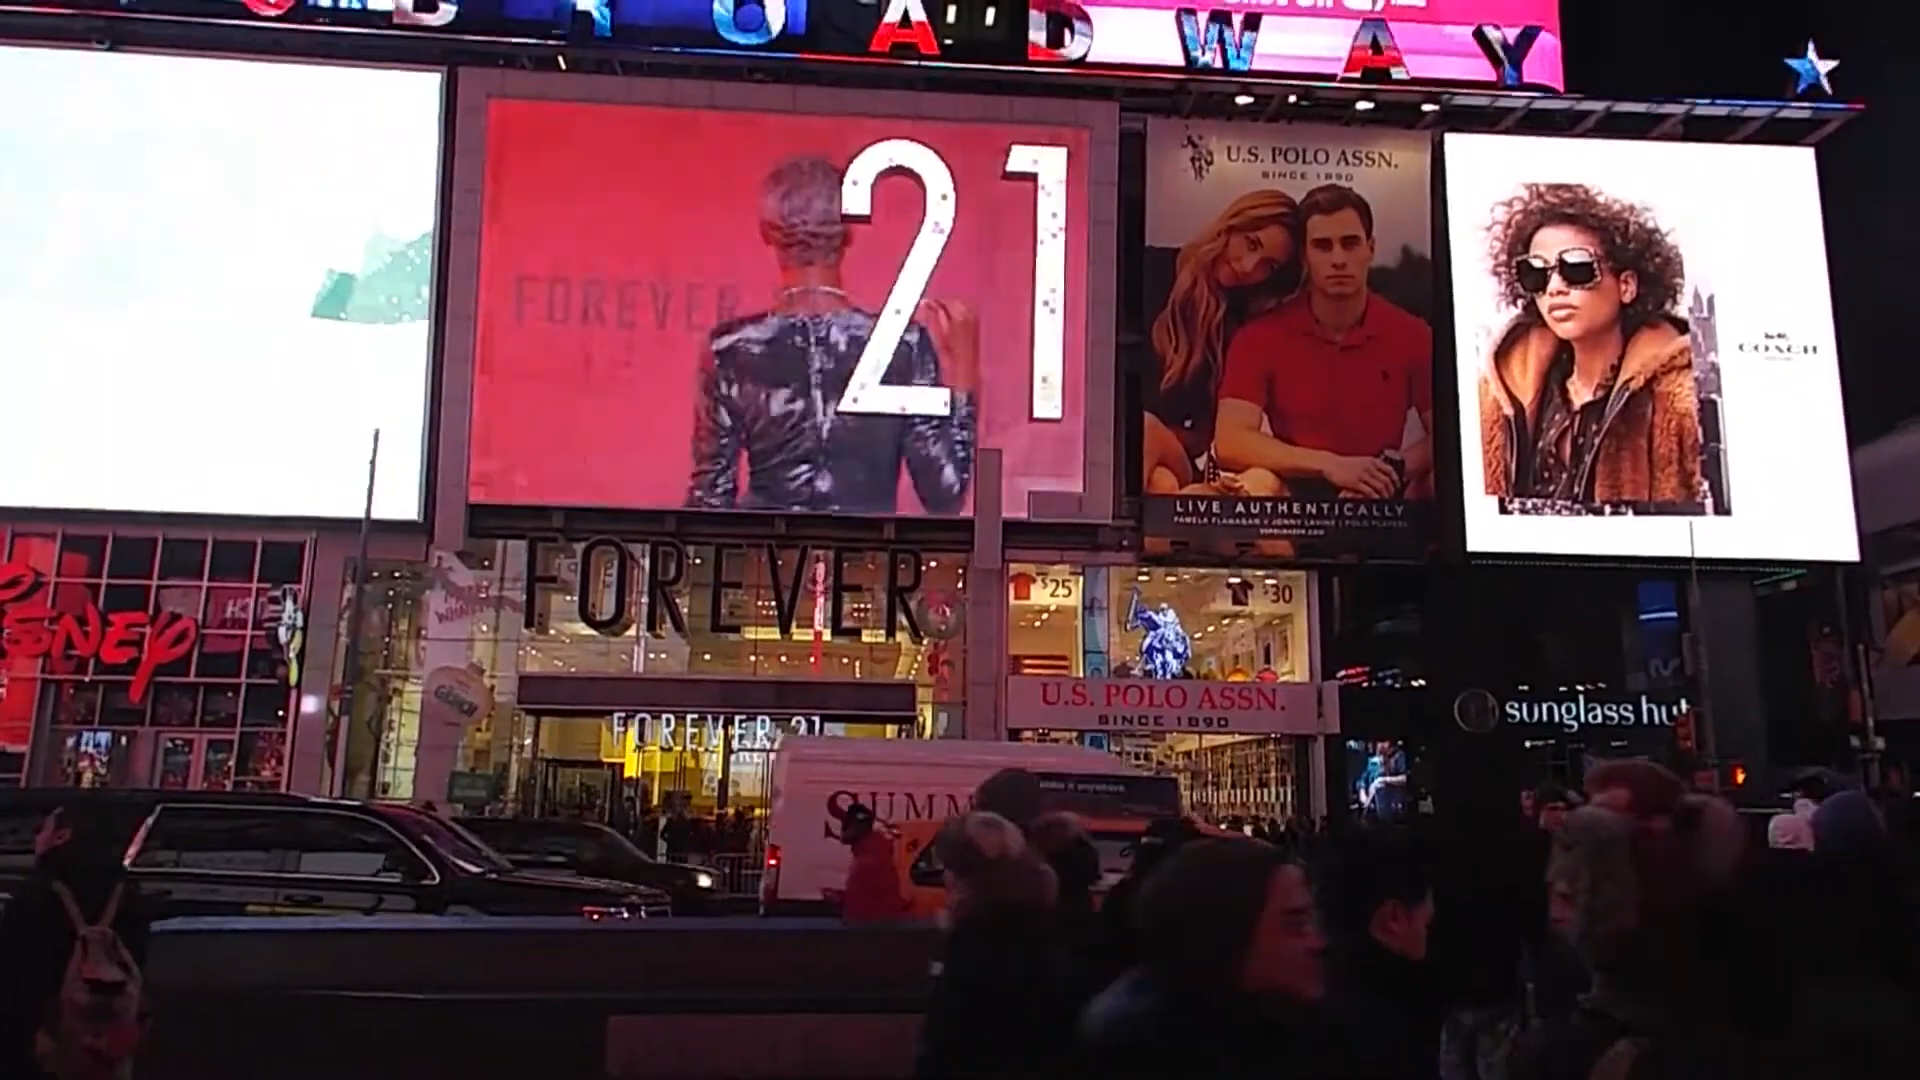 BROADWAY
21
FOREVER
U.S. POLO ASSN.
SINCE 1890
COACH
LIVE AUTHENTICALLY
FOREVER
$25
$30
DISNEY
U.S. POLO ASSN.
SINCE 1890
sunglass hut
FOREVER 21
SUMM